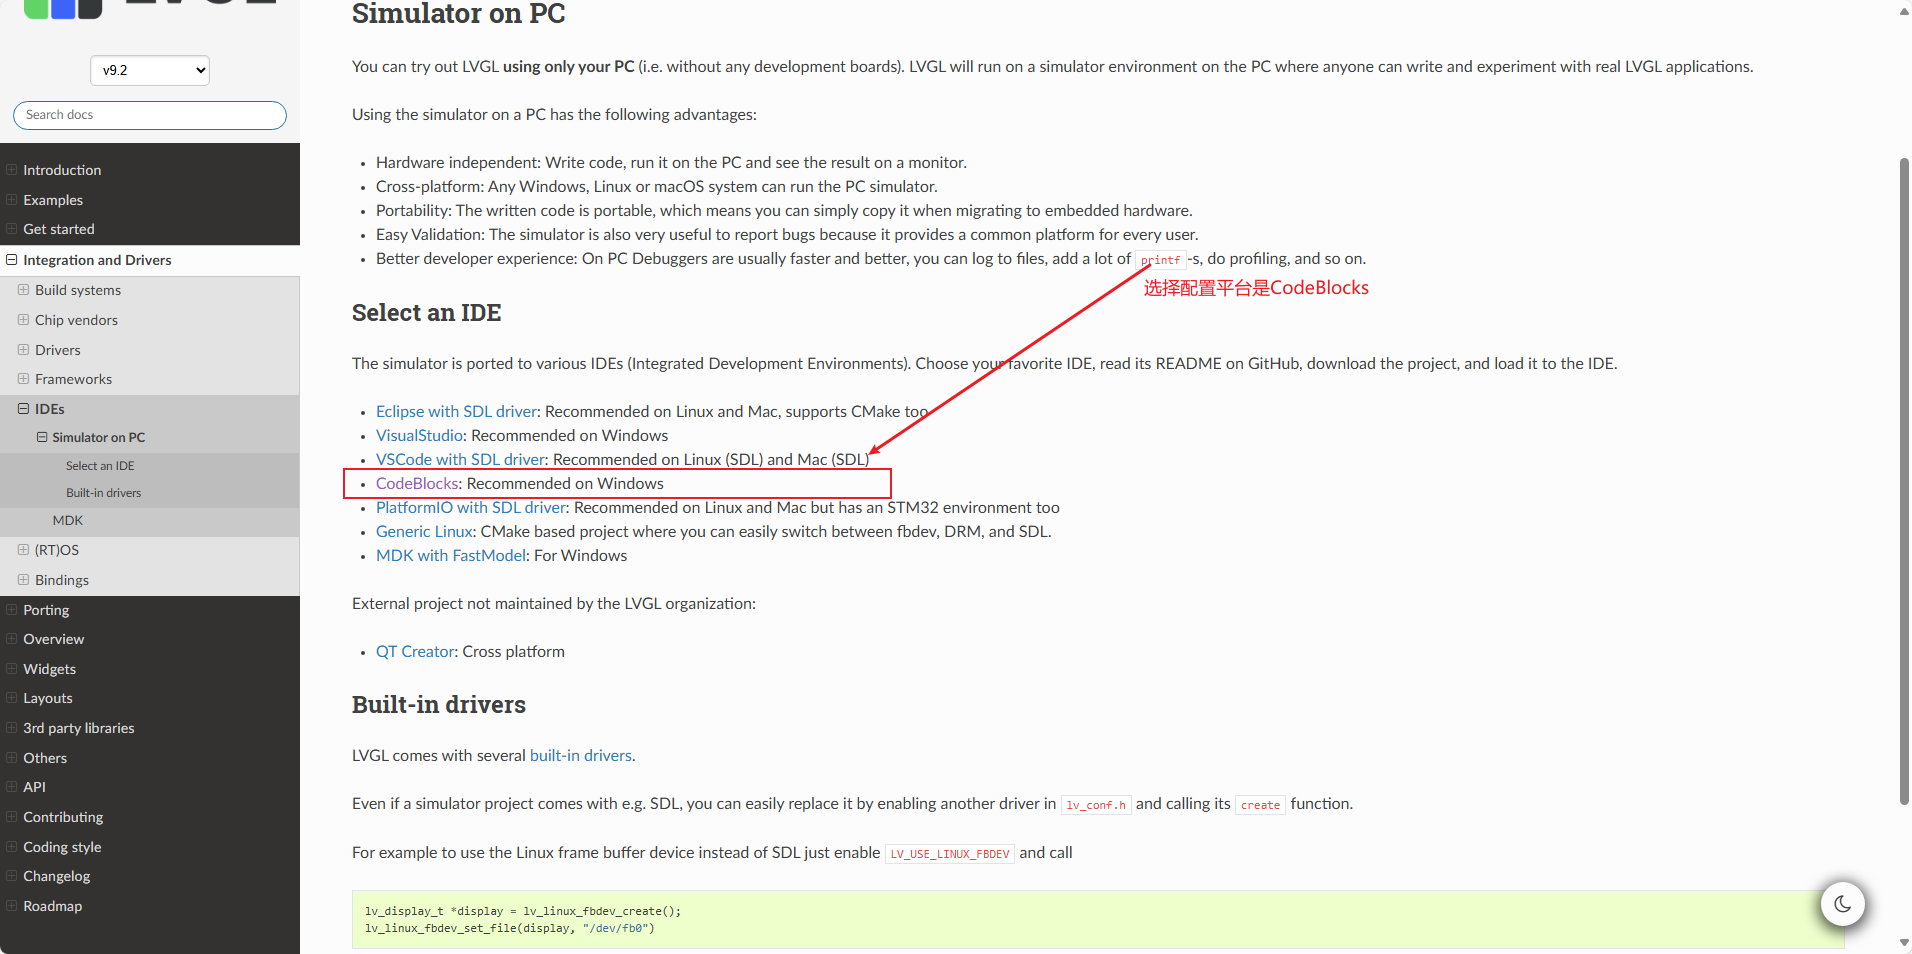 LVGL
v9.2
Search docs
Introduction
Examples
Get started
Integration and Drivers
Build systems
Chip vendors
Drivers
Frameworks
IDEs
Simulator on PC
Select an IDE
Built-in drivers
MDK
(RT)OS
Bindings
Porting
Overview
Widgets
Layouts
3rd party libraries
Others
API
Contributing
Coding style
Changelog
Roadmap
Simulator on PC
You can try out LVGL using only your PC (i.e. without any development boards). LVGL will run on a simulator environment on the PC where anyone can write and experiment with real LVGL applications.
Using the simulator on a PC has the following advantages:
• Hardware independent: Write code, run it on the PC and see the result on a monitor.
• Cross-platform: Any Windows, Linux or macOS system can run the PC simulator.
• Portability: The written code is portable, which means you can simply copy it when migrating to embedded hardware.
• Easy Validation: The simulator is also very useful to report bugs because it provides a common platform for every user.
• Better developer experience: On PC Debuggers are usually faster and better, you can log to files, add a lot of printf -s, do profiling, and so on.
选择配置平台是CodeBlocks
Select an IDE
The simulator is ported to various IDEs (Integrated Development Environments). Choose your favorite IDE, read its README on GitHub, download the project, and load it to the IDE.
• Eclipse with SDL driver: Recommended on Linux and Mac, supports CMake too
• VisualStudio: Recommended on Windows
• VSCode with SDL driver: Recommended on Linux (SDL) and Mac (SDL)
• CodeBlocks: Recommended on Windows
• PlatformIO with SDL driver: Recommended on Linux and Mac but has an STM32 environment too
• Generic Linux: CMake based project where you can easily switch between fbdev, DRM, and SDL.
• MDK with FastModel: For Windows
External project not maintained by the LVGL organization:
• QT Creator: Cross platform
Built-in drivers
LVGL comes with several built-in drivers.
Even if a simulator project comes with e.g. SDL, you can easily replace it by enabling another driver in lv_conf.h and calling its create function.
For example to use the Linux frame buffer device instead of SDL just enable LV_USE_LINUX_FBDEV and call
lv_display_t *display = lv_linux_fbdev_create();
lv_linux_fbdev_set_file(display, "/dev/fb0")